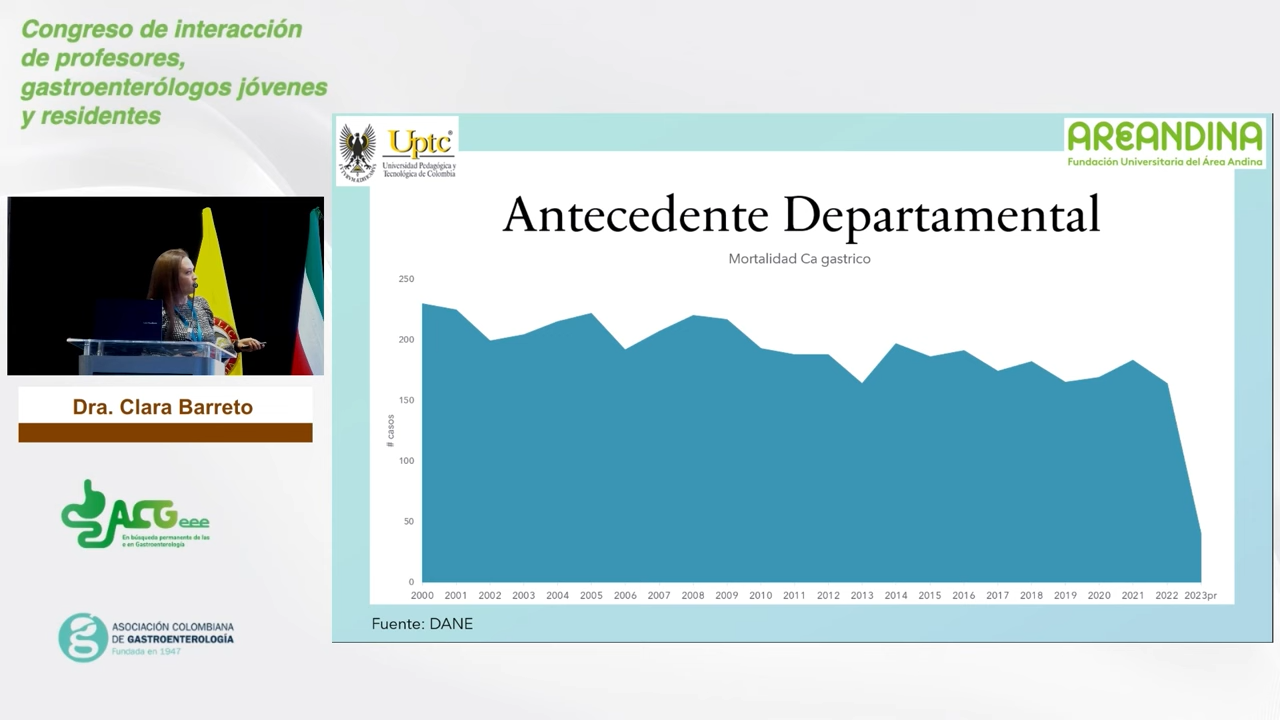 Congreso de interacción
de profesores,
gastroenterólogos jóvenes
y residentes
Uptc®
Universidad Pedagógica y
Tecnológica de Colombia
AREANDINA
Fundación Universitaria del Área Andina
Antecedente Departamental
Mortalidad Ca gastrico
250
200
150
100
50
0
# casos
2000 2001 2002 2003 2004 2005 2006 2007 2008 2009 2010 2011 2012 2013 2014 2015 2016 2017 2018 2019 2020 2021 2022 2023pr
Fuente: DANE
Dra. Clara Barreto
ACGeee
En búsqueda permanente de las
e en Gastroenterología
ASOCIACIÓN COLOMBIANA
DE GASTROENTEROLOGÍA
Fundada en 1947